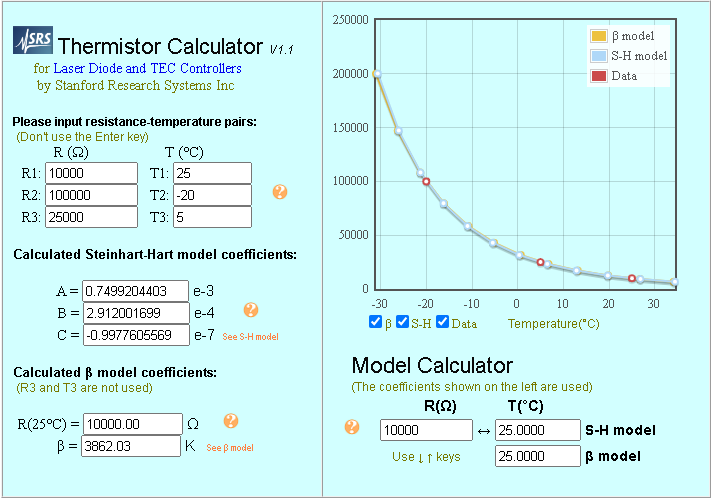 SRS Thermistor Calculator V1.1
for Laser Diode and TEC Controllers
by Stanford Research Systems Inc
Please input resistance-temperature pairs:
(Don't use the Enter key)
R (Ω) T (ºC)
R1: 10000 T1: 25
R2: 100000 T2: -20
R3: 25000 T3: 5
?
Calculated Steinhart-Hart model coefficients:
A = 0.7499204403 e-3
B = 2.912001699 e-4 ?
C = -0.9977605569 e-7 See S-H model
Calculated β model coefficients:
(R3 and T3 are not used)
R(25ºC) = 10000.00 Ω ?
β = 3862.03 K See β model
250000
200000
150000
100000
50000
0
-30 -20 -10 0 10 20 30
β model
S-H model
Data
β S-H Data Temperature(°C)
Model Calculator
(The coefficients shown on the left are used)
R(Ω) T(°C)
? 10000 ↔ 25.0000 S-H model
Use ↓ ↑ keys 25.0000 β model